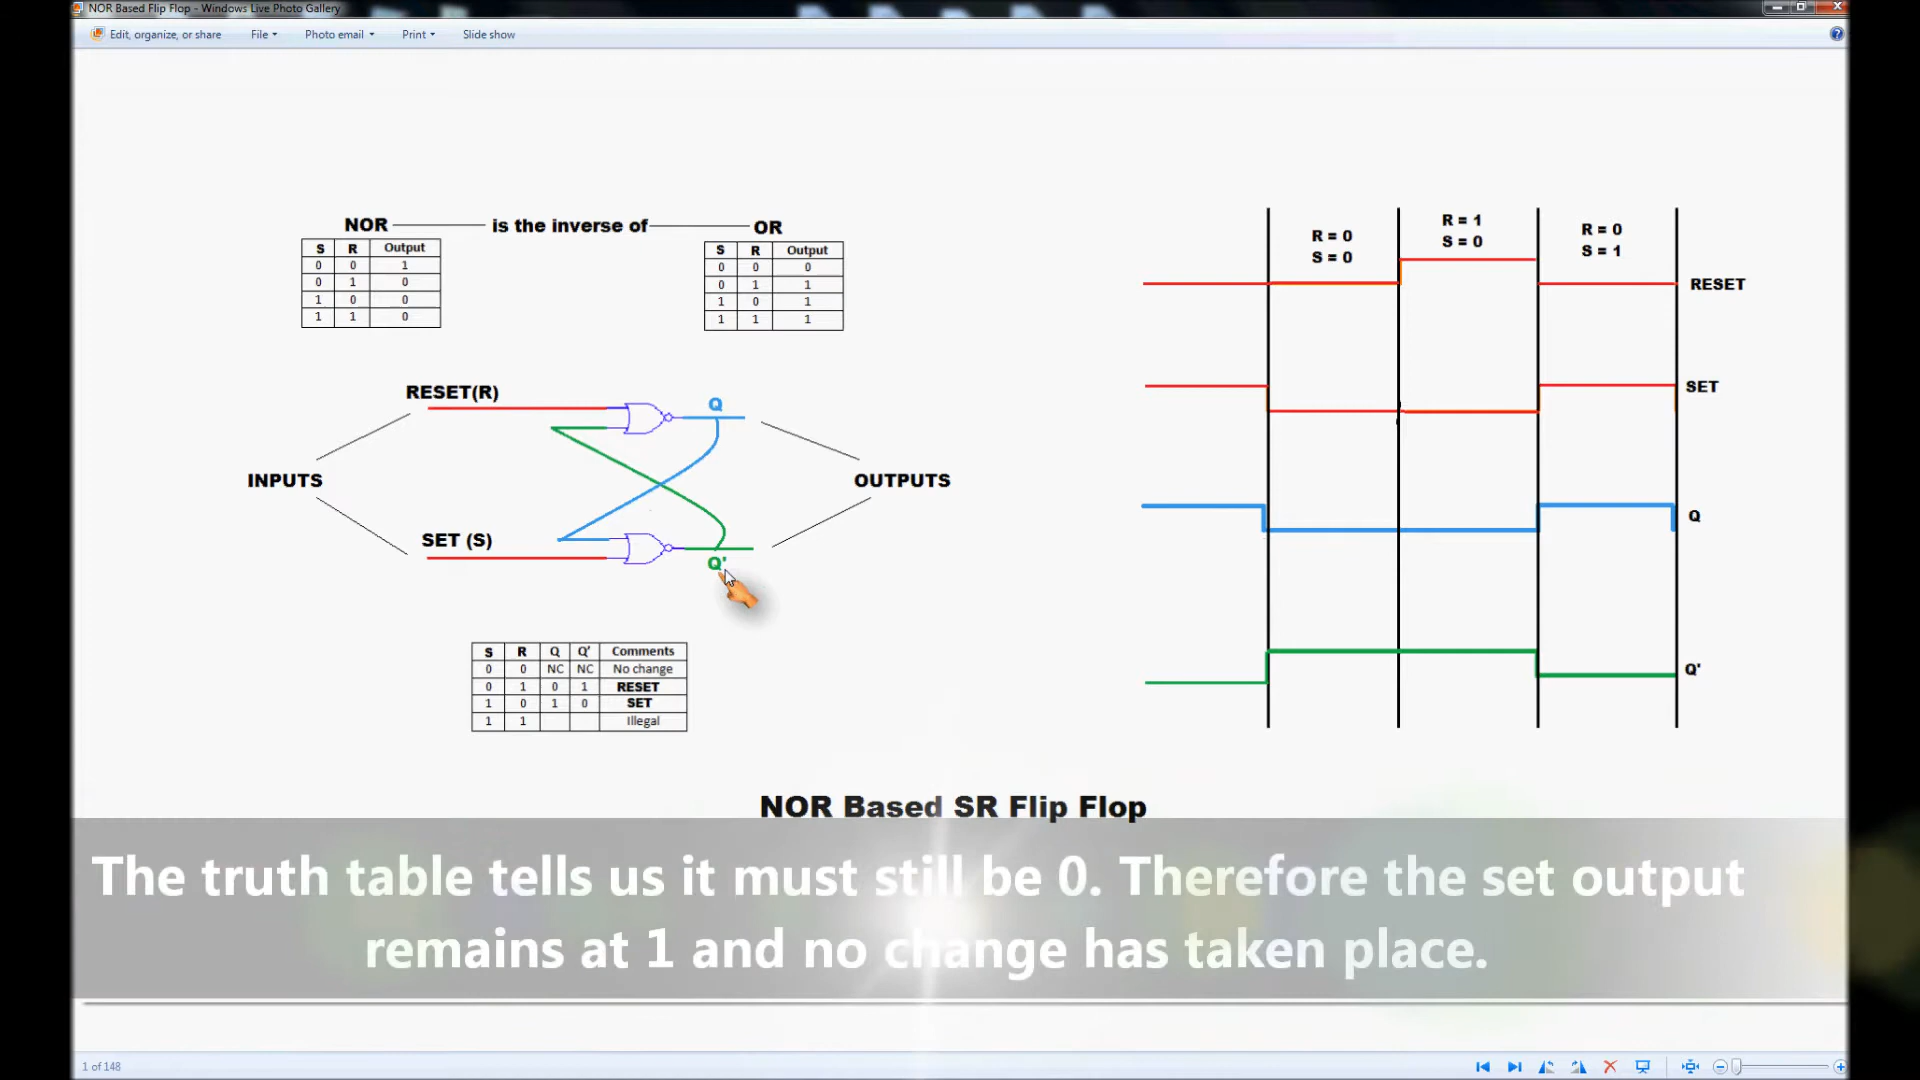 NOR Based Flip Flop - Windows Live Photo Gallery
Edit, organize, or share File Photo email Print Slide show
NOR is the inverse of OR
S R Output
0 0 1
0 1 0
1 0 0
1 1 0
S R Output
0 0 0
0 1 1
1 0 1
1 1 1
RESET(R)
Q
INPUTS
OUTPUTS
SET (S)
Q'
S R Q Q' Comments
0 0 NC NC No change
0 1 0 1 RESET
1 0 1 0 SET
1 1 Illegal
R = 0
S = 0
R = 1
S = 0
R = 0
S = 1
RESET
SET
Q
Q'
NOR Based SR Flip Flop
The truth table tells us it must still be 0. Therefore the set output
remains at 1 and no change has taken place.
1 of 148